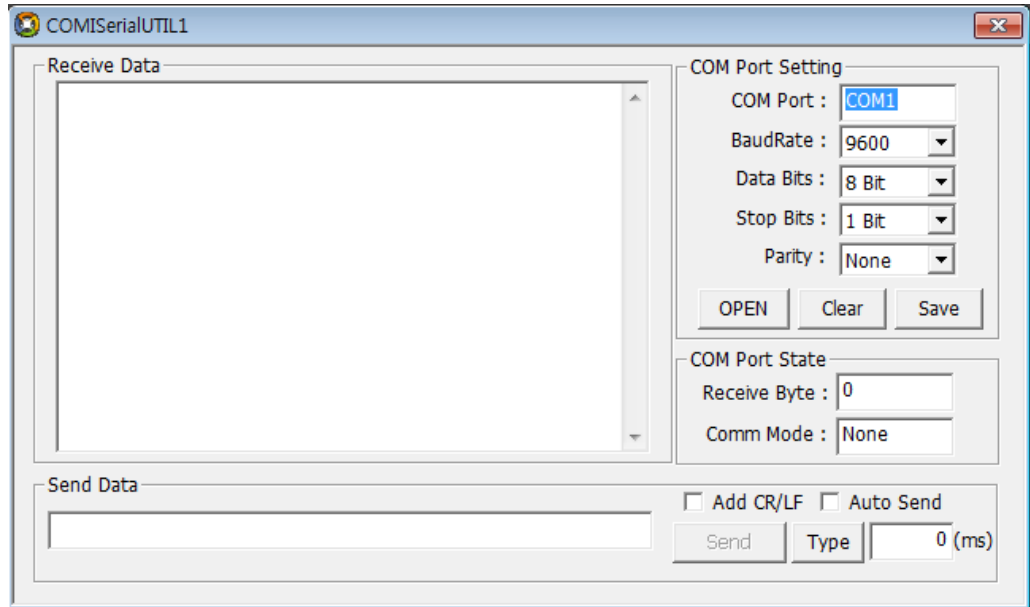 COMISerialUTIL1
Receive Data
COM Port Setting
COM Port : COM1
BaudRate : 9600
Data Bits : 8 Bit
Stop Bits : 1 Bit
Parity : None
OPEN Clear Save
COM Port State
Receive Byte : 0
Comm Mode : None
Send Data
Add CR/LF Auto Send
Send Type 0 (ms)